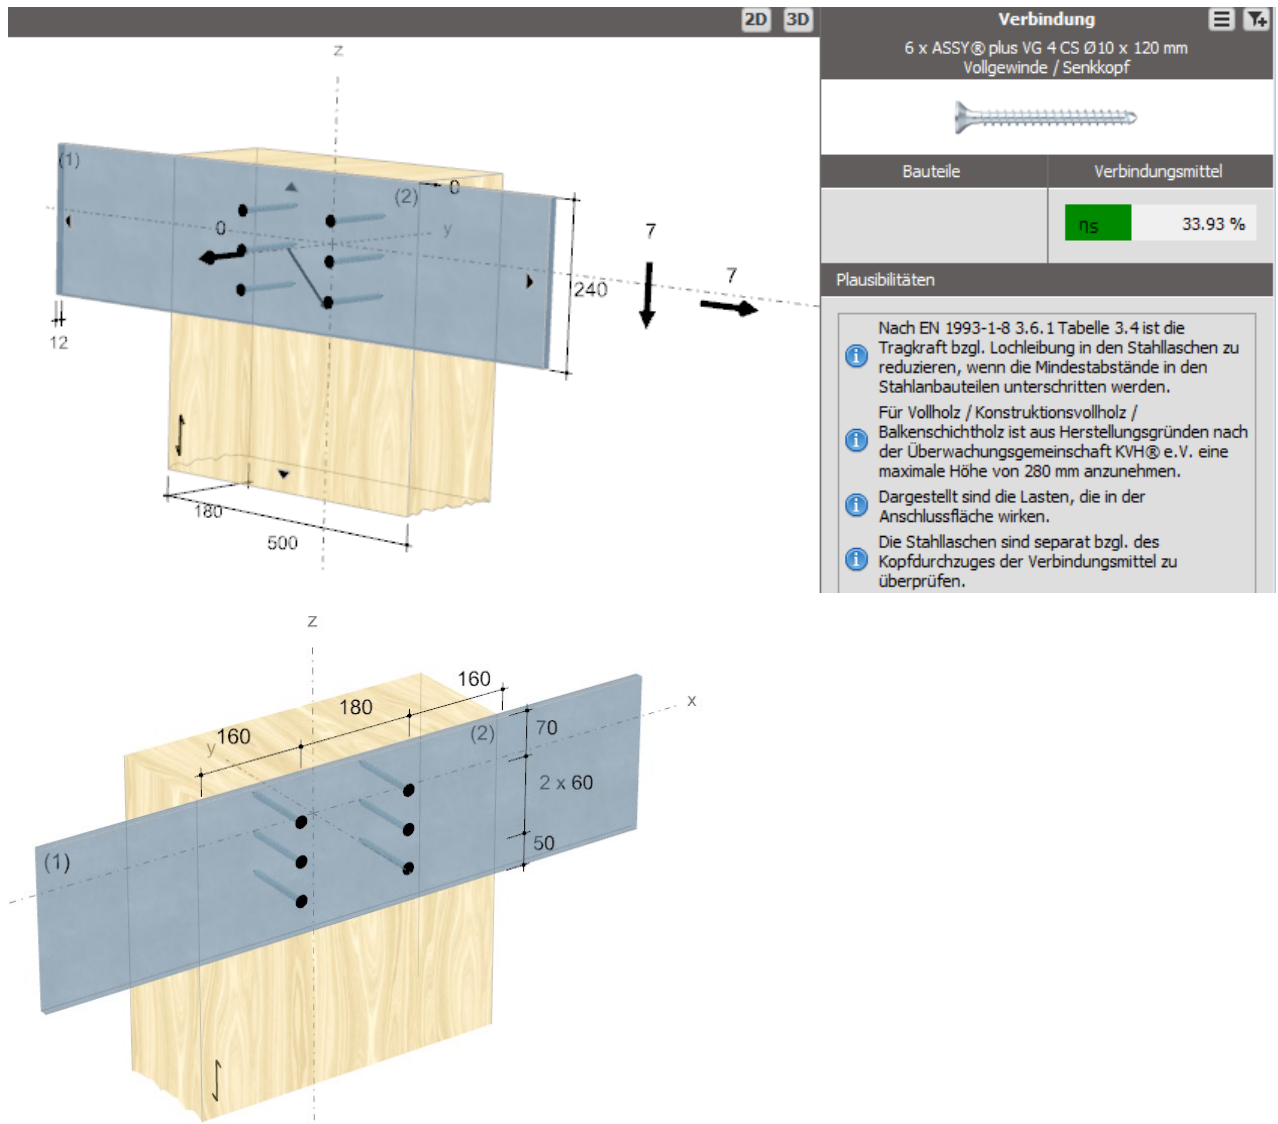 2D 3D
z
(1)
(2)
0
0
y
7
7
240
12
180
500
Verbindung
6 x ASSY® plus VG 4 CS Ø10 x 120 mm
Vollgewinde / Senkkopf
Bauteile Verbindungsmittel
ηs 33.93 %
Plausibilitäten
Nach EN 1993-1-8 3.6.1 Tabelle 3.4 ist die
Tragkraft bzgl. Lochleibung in den Stahllaschen zu
reduzieren, wenn die Mindestabstände in den
Stahlanbauteilen unterschritten werden.
Für Vollholz / Konstruktionsvollholz /
Balkenschichtholz ist aus Herstellungsgründen nach
der Überwachungsgemeinschaft KVH® e.V. eine
maximale Höhe von 280 mm anzunehmen.
Dargestellt sind die Lasten, die in der
Anschlussfläche wirken.
Die Stahllaschen sind separat bzgl. des
Kopfdurchzuges der Verbindungsmittel zu
überprüfen.
z
160
180
160
x
y
(2)
70
2 x 60
50
(1)